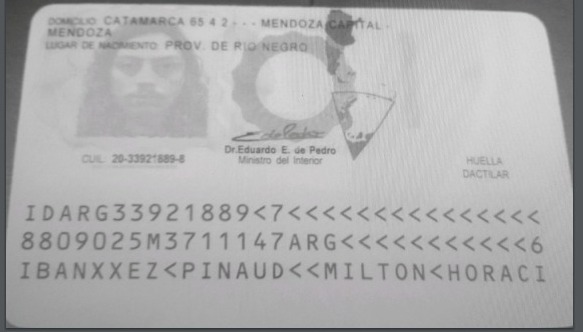 DOMICILIO CATAMARCA 65 4 2 - - - MENDOZA CAPITAL -
MENDOZA
LUGAR DE NACIMIENTO: PROV. DE RIO NEGRO
Dr. Eduardo E. de Pedro
Ministro del Interior
CUIL: 20-33921889-8
HUELLA
DACTILAR
IDARG33921889<7<<<<<<<<<<<<<<<
8809025M3711147ARG<<<<<<<<<<<6
IBANXXEZ<PINAUD<<MILTON<HORACI